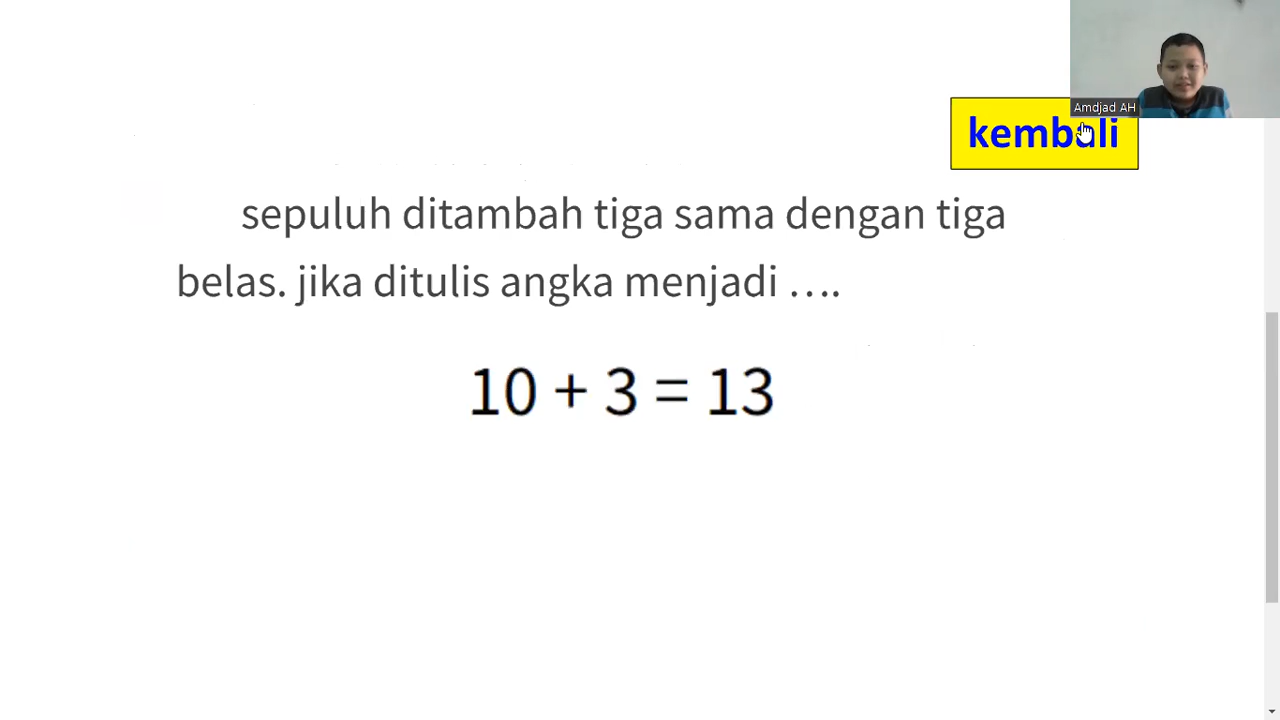 Amdjad AH
kembali
sepuluh ditambah tiga sama dengan tiga
belas. jika ditulis angka menjadi ....
10 + 3 = 13